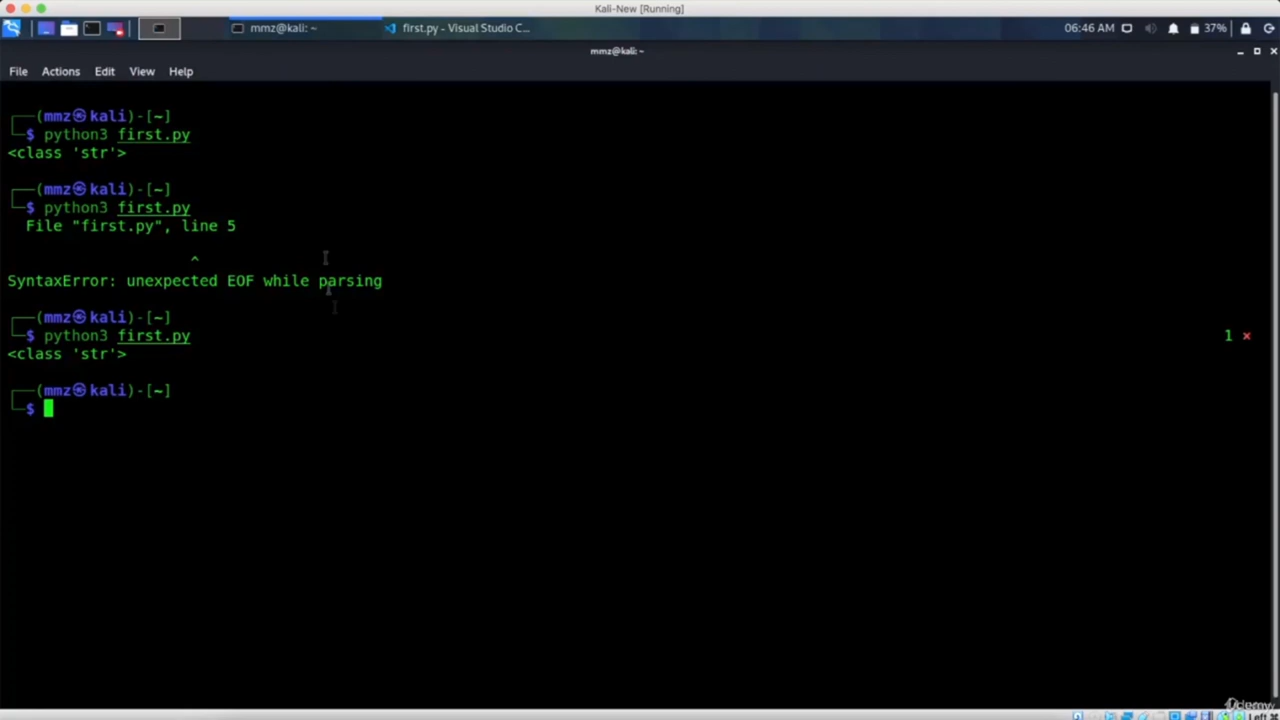 Kali-New [Running]
mmz@kali: ~
first.py - Visual Studio C...
06:46 AM
37%
mmz@kali: ~
File Actions Edit View Help
(mmz㉿kali)-[~]
$ python3 first.py
<class 'str'>
(mmz㉿kali)-[~]
$ python3 first.py
File "first.py", line 5
^
SyntaxError: unexpected EOF while parsing
(mmz㉿kali)-[~]
$ python3 first.py
1 ×
<class 'str'>
(mmz㉿kali)-[~]
$
Udemy
Left ⌘